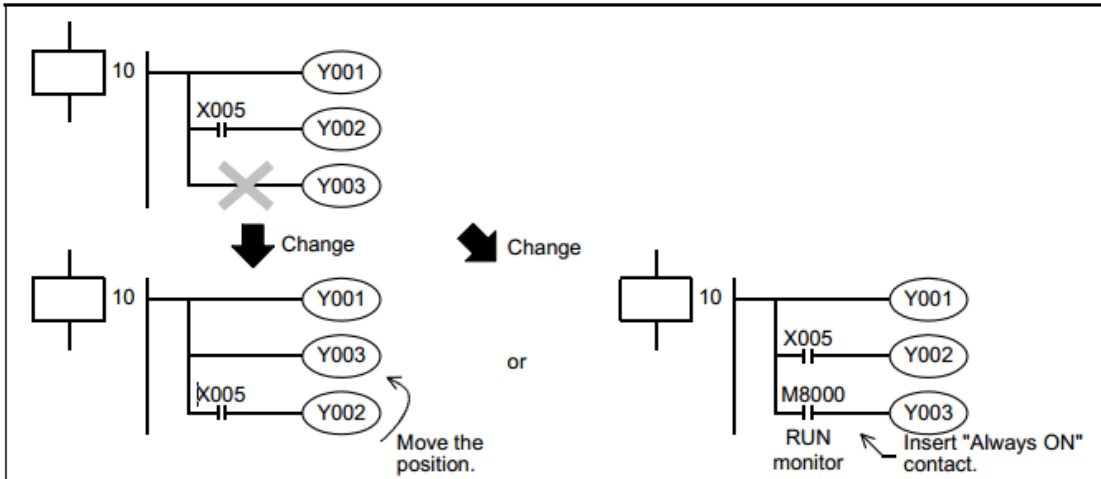 10
Y001
X005
Y002
Y003
Change
Change
10
Y001
Y003
X005
Y002
Move the
position.
or
10
Y001
X005
Y002
M8000
Y003
RUN
monitor
Insert "Always ON"
contact.